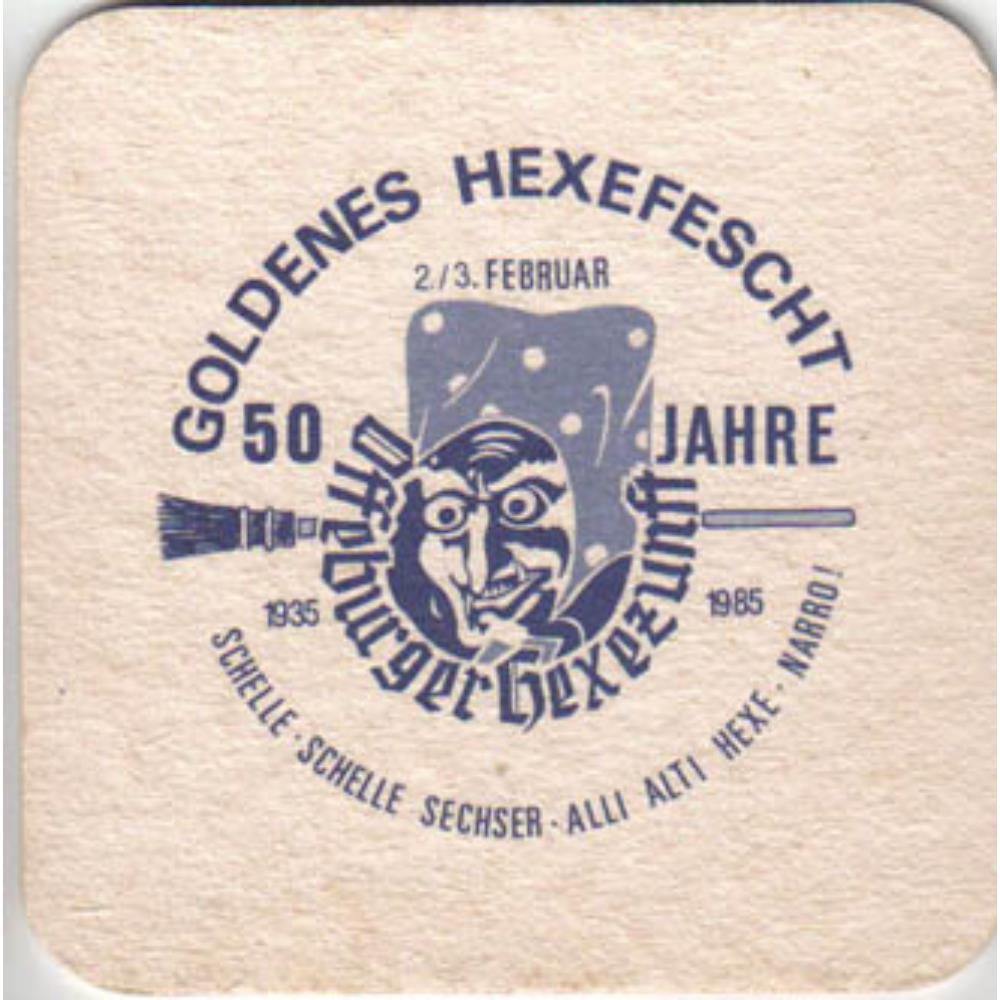 GOLDENES HEXEFESCHT
2./3. FEBRUAR
50 JAHRE
Offeburger Hexezunft
1935 1985
SCHELLE · SCHELLE SECHSER · ALLI ALTI HEXE · NARRO!